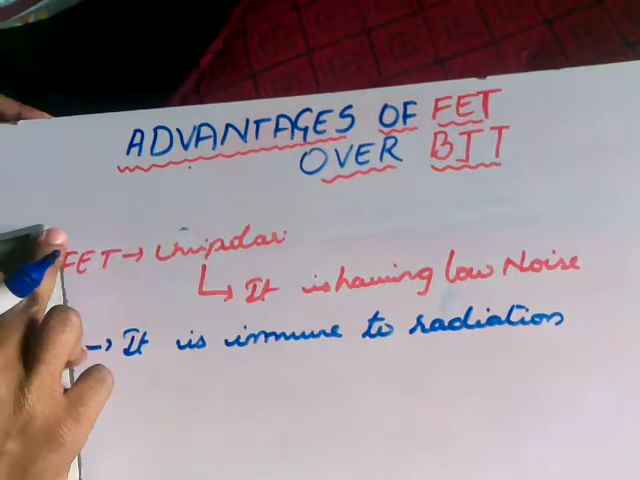 ADVANTAGES OF FET
OVER BJT
FET → Unipolar
↳ It is having low Noise
→ It is immune to radiation